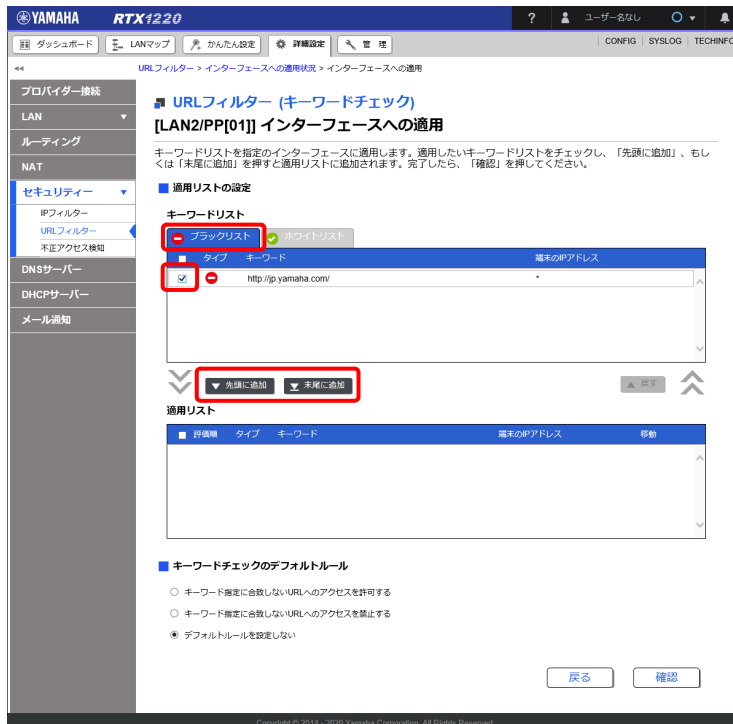 YAMAHA RTX1220 ? ユーザー名なし
ダッシュボード LANマップ かんたん設定 詳細設定 管 理 CONFIG SYSLOG TECHINFO
URLフィルター > インターフェースへの適用状況 > インターフェースへの適用
プロバイダー接続
LAN
ルーティング
NAT
セキュリティー
IPフィルター
URLフィルター
不正アクセス検知
DNSサーバー
DHCPサーバー
メール通知
URLフィルター (キーワードチェック)
[LAN2/PP[01]] インターフェースへの適用
キーワードリストを指定のインターフェースに適用します。適用したいキーワードリストをチェックし、「先頭に追加」、もし
くは「末尾に追加」を押すと適用リストに追加されます。完了したら、「確認」を押してください。
適用リストの設定
キーワードリスト
ブラックリスト ホワイトリスト
タイプ キーワード 端末のIPアドレス
http://jp.yamaha.com/ *
先頭に追加 末尾に追加 戻す
適用リスト
評価順 タイプ キーワード 端末のIPアドレス 移動
キーワードチェックのデフォルトルール
キーワード指定に合致しないURLへのアクセスを許可する
キーワード指定に合致しないURLへのアクセスを禁止する
デフォルトルールを設定しない
戻る 確認
Copyright © 2014 - 2020 Yamaha Corporation. All Rights Reserved.